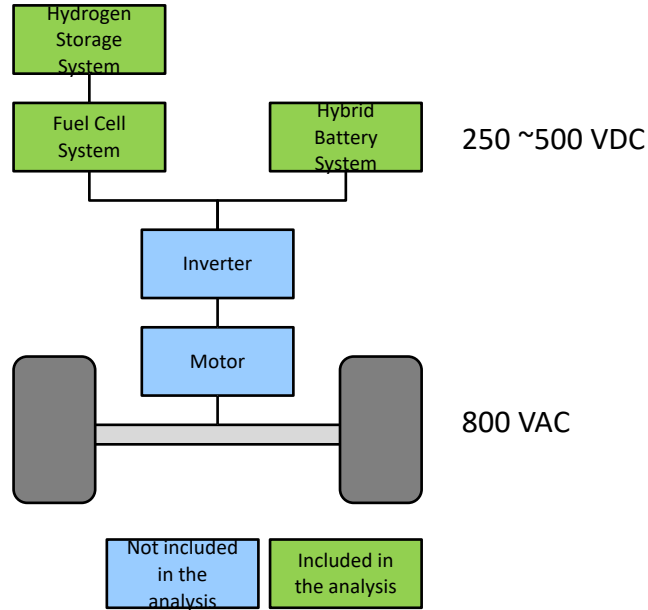 Hydrogen
Storage
System
Fuel Cell
System
Hybrid
Battery
System
250 ~500 VDC
Inverter
Motor
800 VAC
Not included
in the
analysis
Included in
the analysis